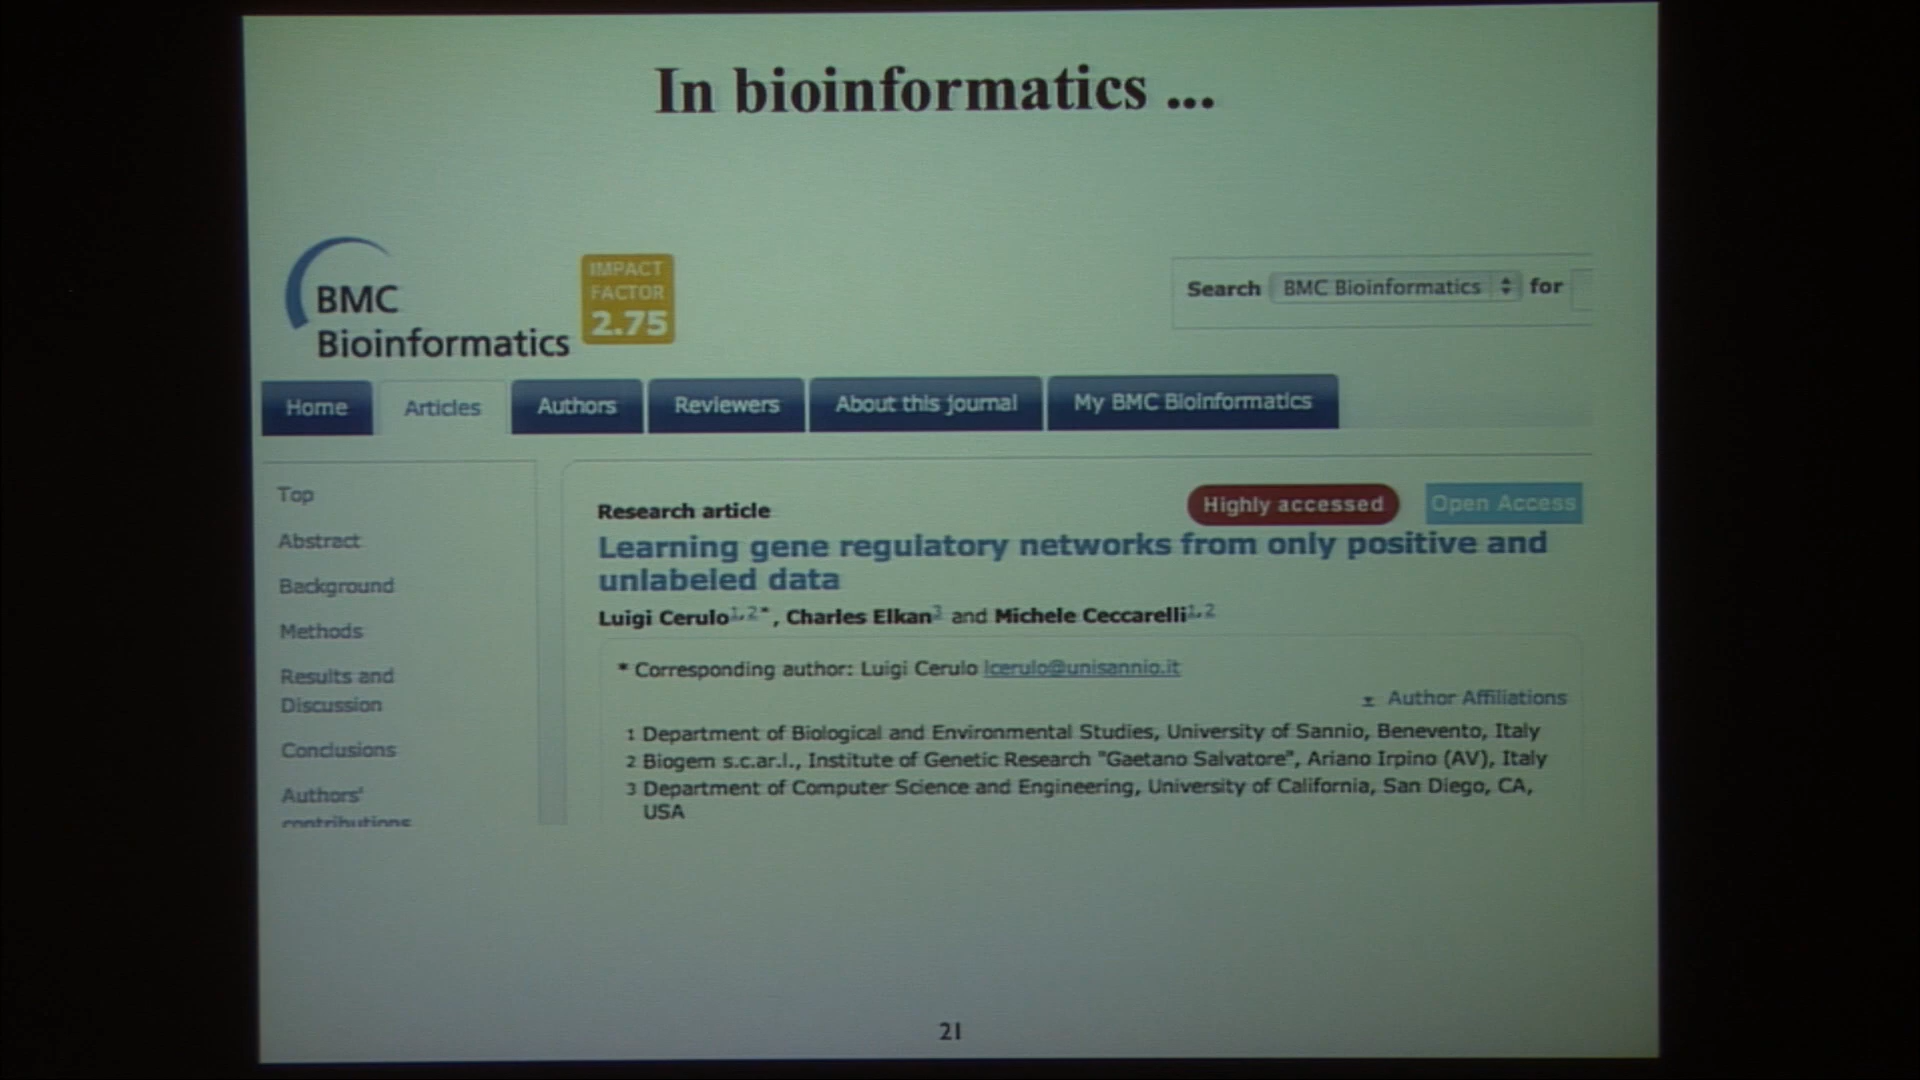 In bioinformatics ...
BMC
Bioinformatics
IMPACT
FACTOR
2.75
Search BMC Bioinformatics for
Home Articles Authors Reviewers About this journal My BMC Bioinformatics
Top
Abstract
Background
Methods
Results and
Discussion
Conclusions
Authors'
contributions
Research article
Highly accessed Open Access
Learning gene regulatory networks from only positive and
unlabeled data
Luigi Cerulo1,2*, Charles Elkan3 and Michele Ceccarelli1,2
* Corresponding author: Luigi Cerulo lcerulo@unisannio.it
Author Affiliations
1 Department of Biological and Environmental Studies, University of Sannio, Benevento, Italy
2 Biogem s.c.ar.l., Institute of Genetic Research "Gaetano Salvatore", Ariano Irpino (AV), Italy
3 Department of Computer Science and Engineering, University of California, San Diego, CA,
USA
21